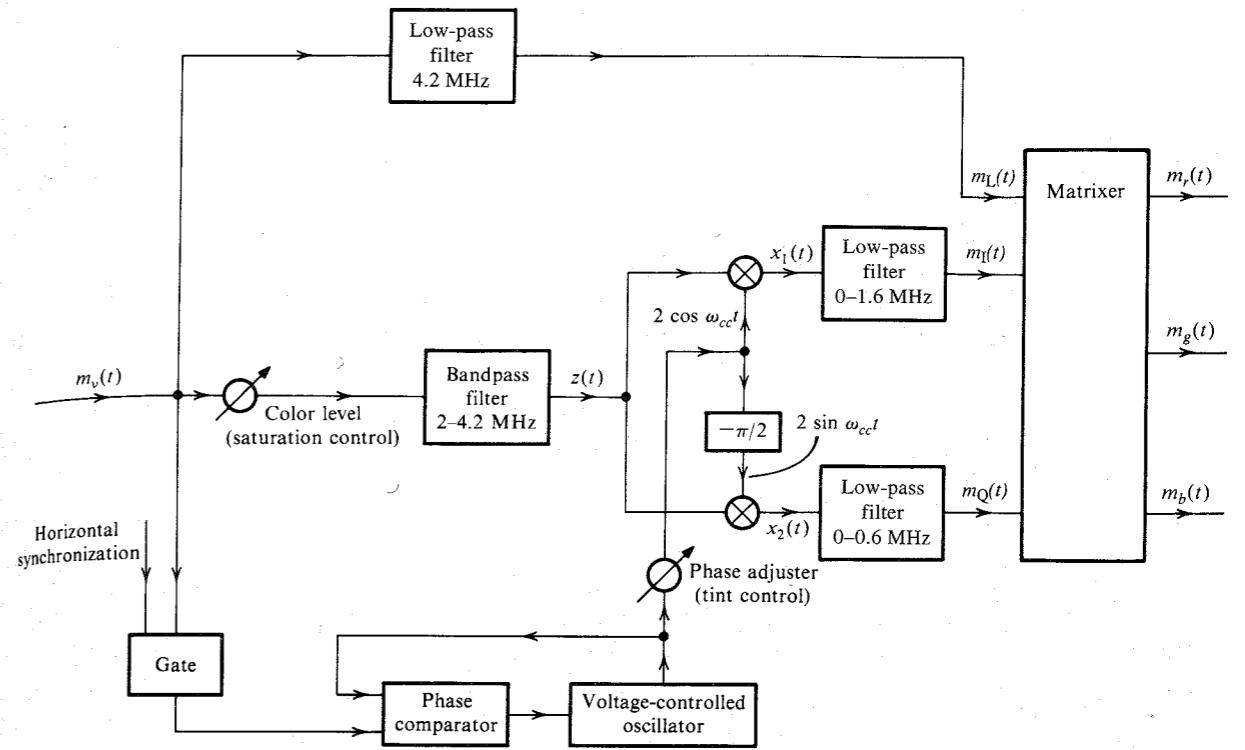 Low-pass
filter
4.2 MHz
m_L(t)
Matrixer
m_r(t)
x_1(t)
Low-pass
filter
0–1.6 MHz
m_I(t)
2 cos ω_cc t
m_g(t)
m_v(t)
Color level
(saturation control)
Bandpass
filter
2–4.2 MHz
z(t)
−π/2
2 sin ω_cc t
x_2(t)
Low-pass
filter
0–0.6 MHz
m_Q(t)
m_b(t)
Horizontal
synchronization
Phase adjuster
(tint control)
Gate
Phase
comparator
Voltage-controlled
oscillator